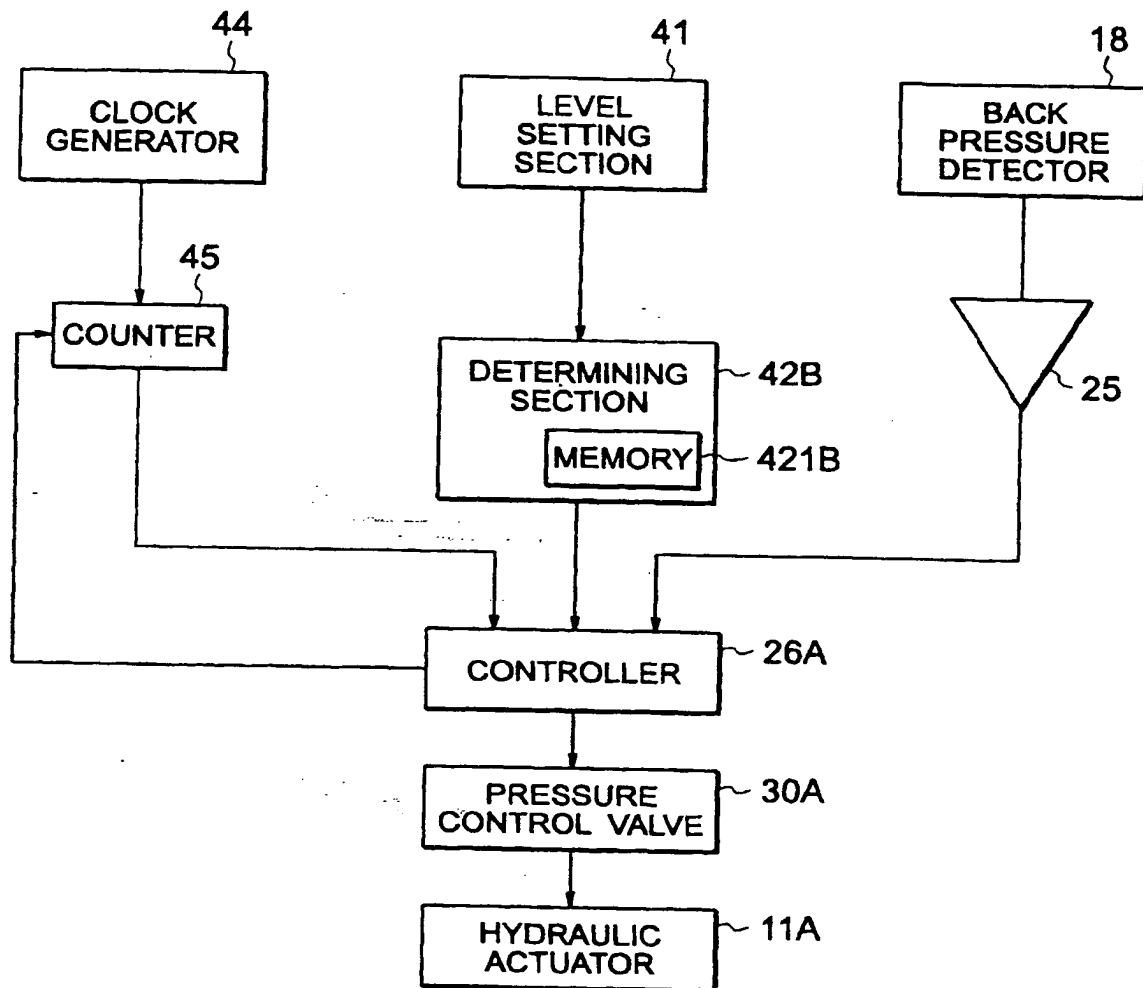 44
CLOCK
GENERATOR
41
LEVEL
SETTING
SECTION
18
BACK
PRESSURE
DETECTOR
45
COUNTER
DETERMINING
SECTION
42B
MEMORY
421B
25
CONTROLLER
26A
PRESSURE
CONTROL VALVE
30A
HYDRAULIC
ACTUATOR
11A